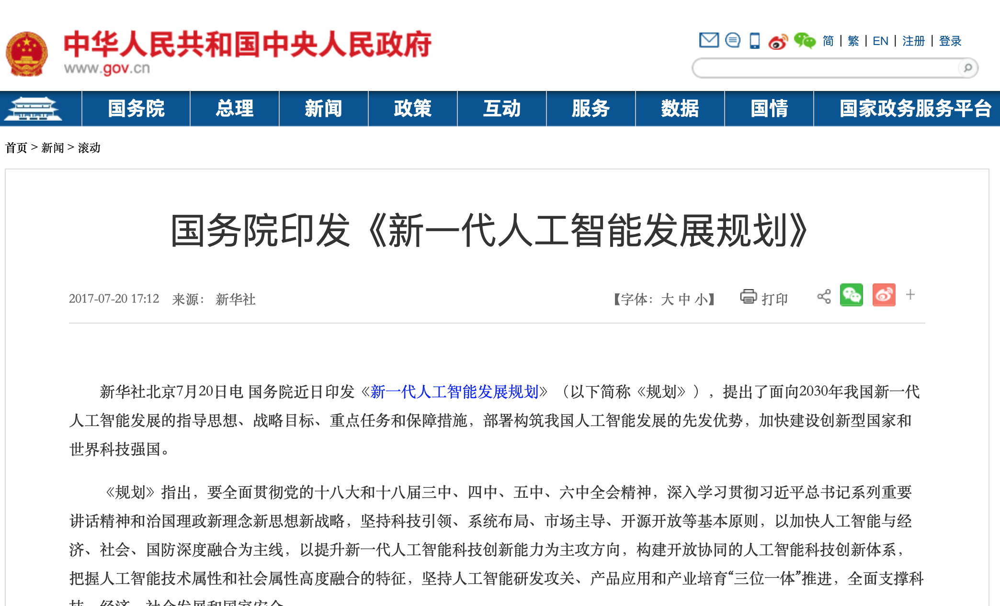 中华人民共和国中央人民政府
www.gov.cn
简 | 繁 | EN | 注册 | 登录
国务院 总理 新闻 政策 互动 服务 数据 国情 国家政务服务平台
首页 > 新闻 > 滚动
国务院印发《新一代人工智能发展规划》
2017-07-20 17:12 来源： 新华社 【字体：大 中 小】 打印
新华社北京7月20日电 国务院近日印发《新一代人工智能发展规划》（以下简称《规划》），提出了面向2030年我国新一代
人工智能发展的指导思想、战略目标、重点任务和保障措施，部署构筑我国人工智能发展的先发优势，加快建设创新型国家和
世界科技强国。
《规划》指出，要全面贯彻党的十八大和十八届三中、四中、五中、六中全会精神，深入学习贯彻习近平总书记系列重要
讲话精神和治国理政新理念新思想新战略，坚持科技引领、系统布局、市场主导、开源开放等基本原则，以加快人工智能与经
济、社会、国防深度融合为主线，以提升新一代人工智能科技创新能力为主攻方向，构建开放协同的人工智能科技创新体系，
把握人工智能技术属性和社会属性高度融合的特征，坚持人工智能研发攻关、产品应用和产业培育“三位一体”推进，全面支撑科
技、经济、社会发展和国家安全。